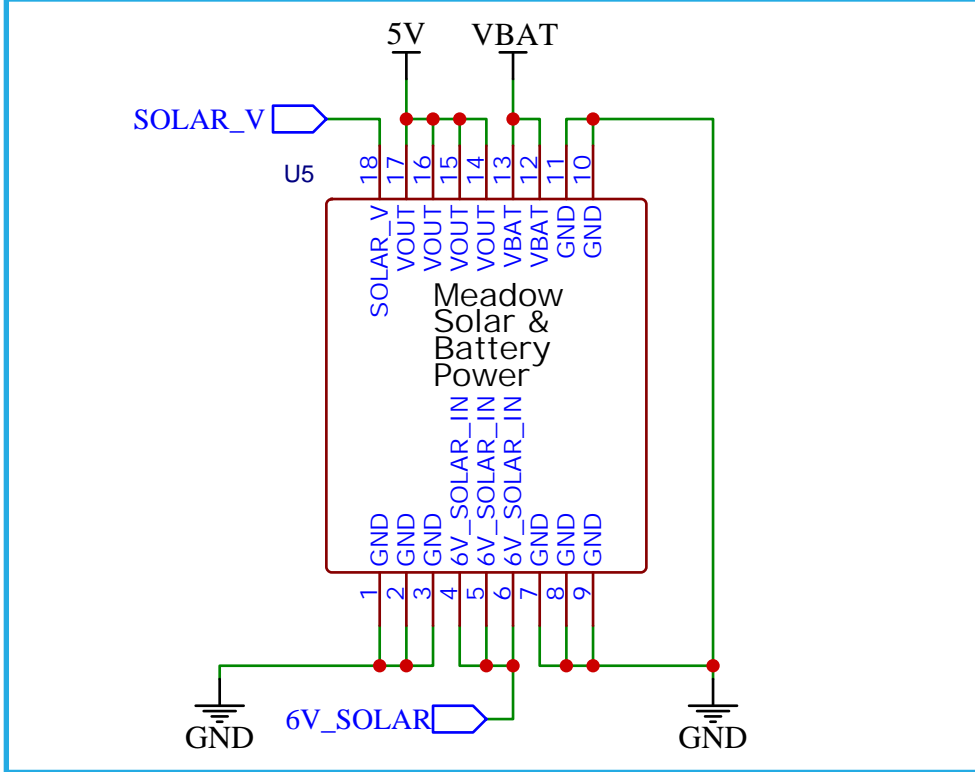 5V
VBAT
SOLAR_V
U5
18
17
16
15
14
13
12
11
10
SOLAR_V
VOUT
VOUT
VOUT
VOUT
VBAT
VBAT
GND
GND
Meadow
Solar &
Battery
Power
GND
GND
GND
6V_SOLAR_IN
6V_SOLAR_IN
6V_SOLAR_IN
GND
GND
GND
1
2
3
4
5
6
7
8
9
6V_SOLAR
GND
GND